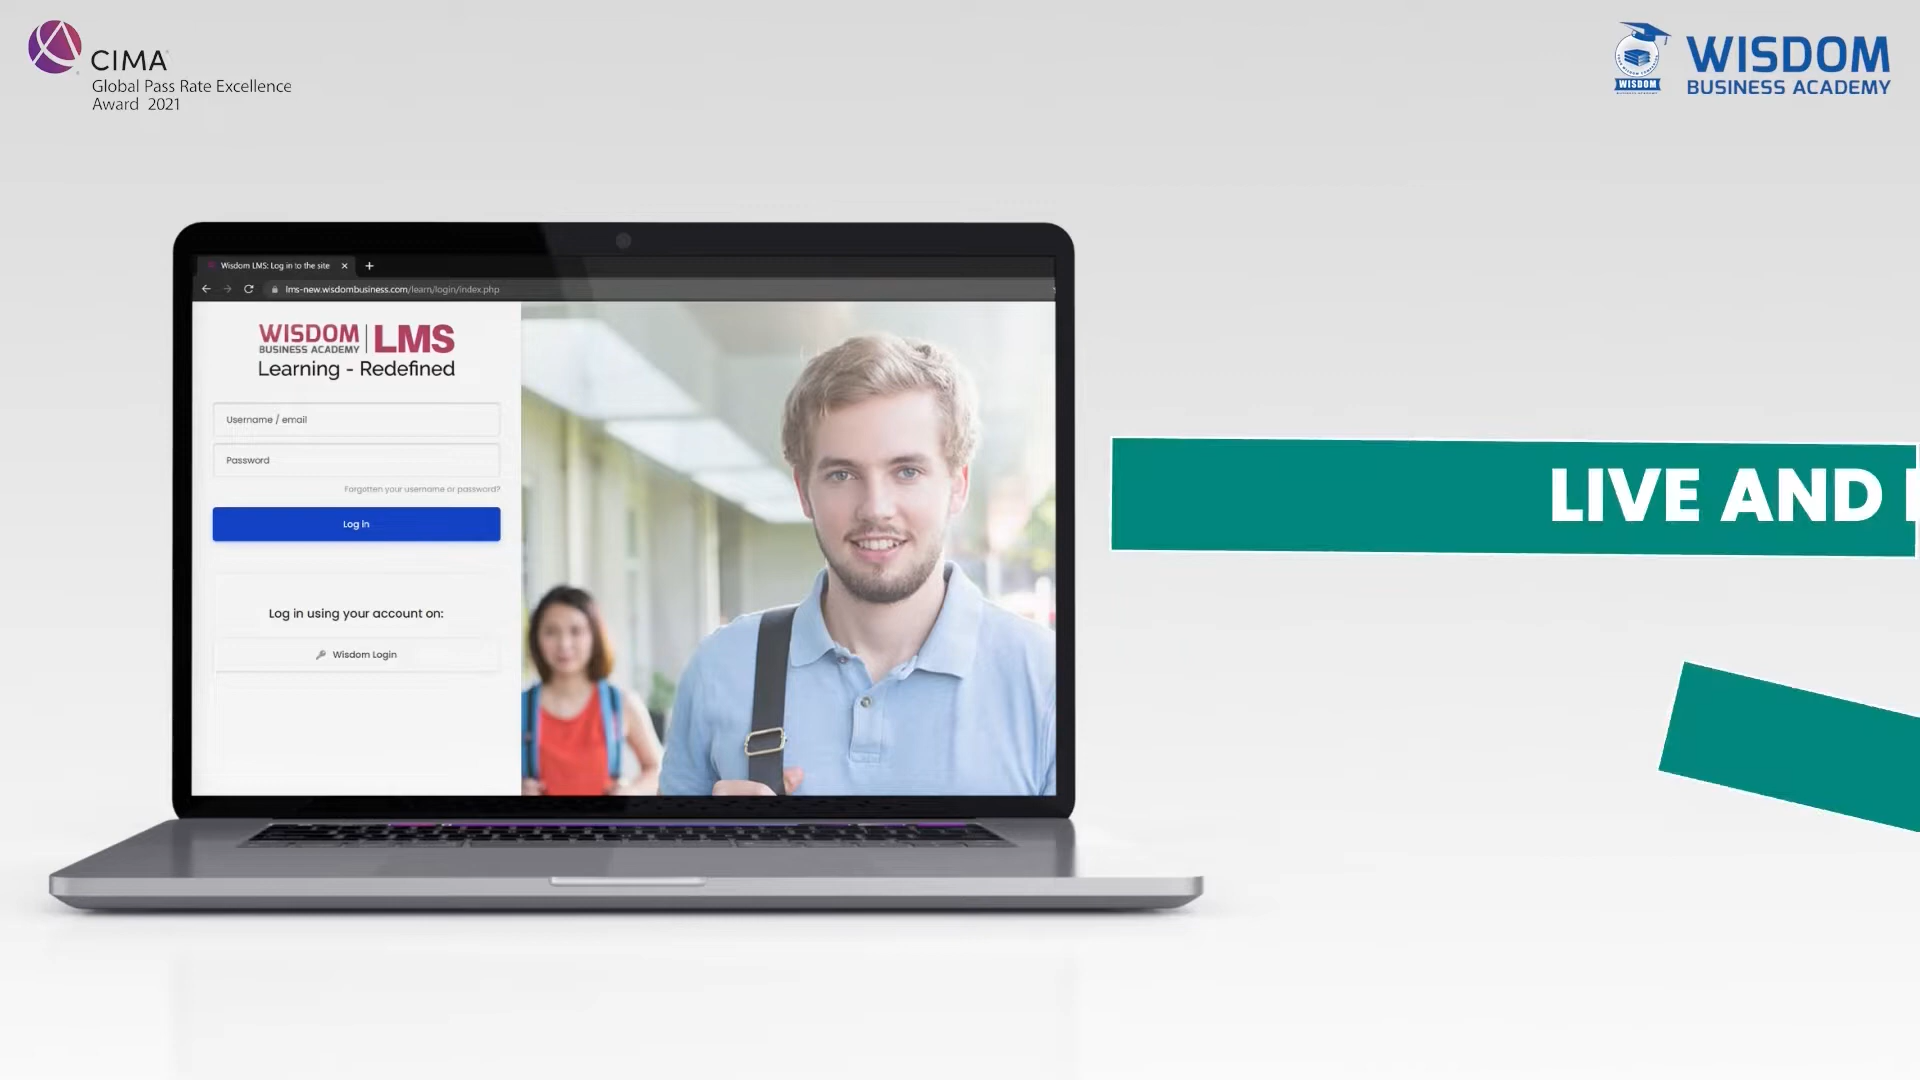 CIMA
Global Pass Rate Excellence
Award 2021
WISDOM
WISDOM
BUSINESS ACADEMY
Wisdom LMS: Log in to the site
lms-new.wisdombusiness.com/learn/login/index.php
WISDOM
BUSINESS ACADEMY
LMS
Learning - Redefined
Username / email
Password
Forgotten your username or password?
Log in
Log in using your account on:
Wisdom Login
LIVE AND